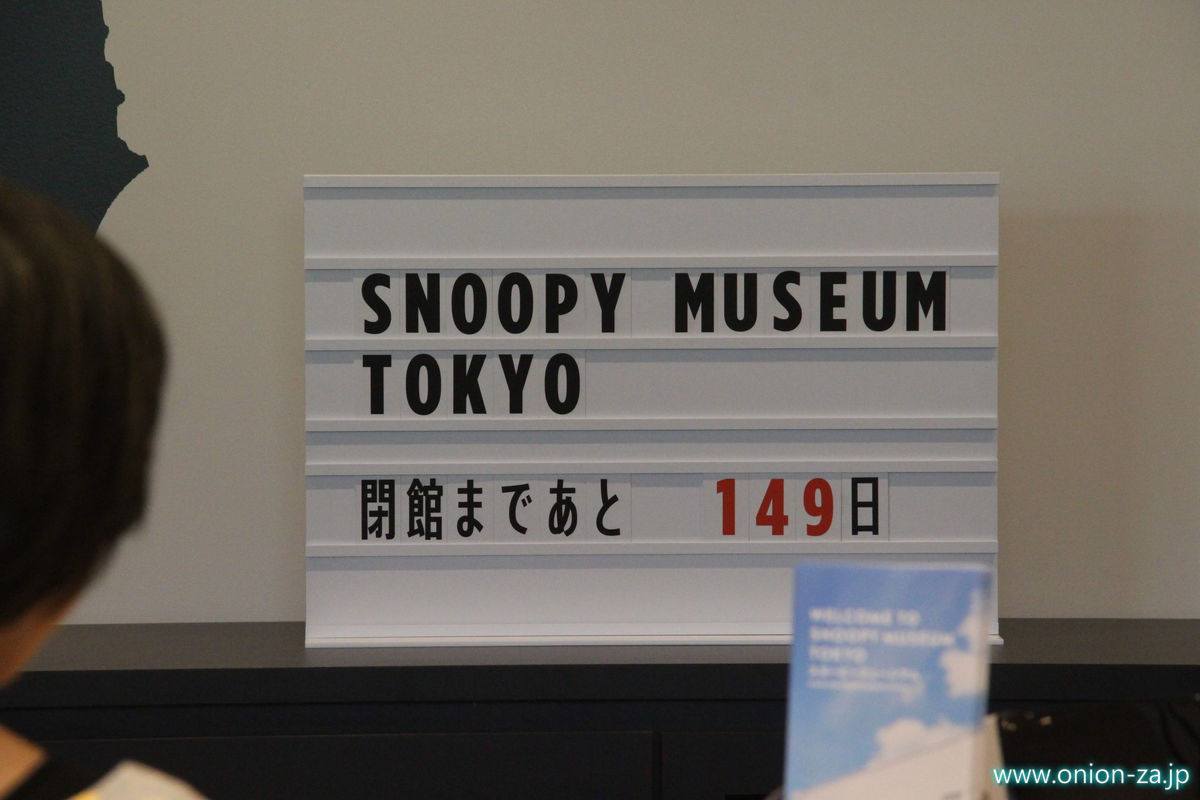 SNOOPY MUSEUM
TOKYO
閉館まであと 149日
WELCOME TO
SNOOPY MUSEUM
TOKYO
www.onion-za.jp